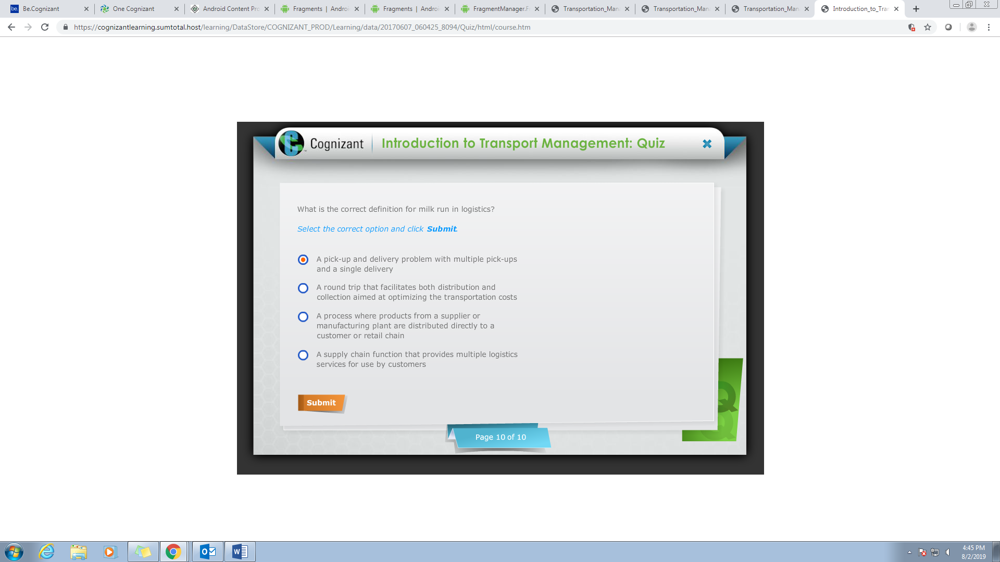 Be.Cognizant
One Cognizant
Android Content Pro
Fragments | Androi
Fragments | Androi
FragmentManager.F
Transportation_Man
Transportation_Man
Transportation_Man
Introduction_to_Tra
https://cognizantlearning.sumtotal.host/learning/DataStore/COGNIZANT_PROD/Learning/data/20170607_060425_8094/Quiz/html/course.htm
Cognizant
Introduction to Transport Management: Quiz
What is the correct definition for milk run in logistics?
Select the correct option and click Submit.
A pick-up and delivery problem with multiple pick-ups
and a single delivery
A round trip that facilitates both distribution and
collection aimed at optimizing the transportation costs
A process where products from a supplier or
manufacturing plant are distributed directly to a
customer or retail chain
A supply chain function that provides multiple logistics
services for use by customers
Submit
Page 10 of 10
4:45 PM
8/2/2019